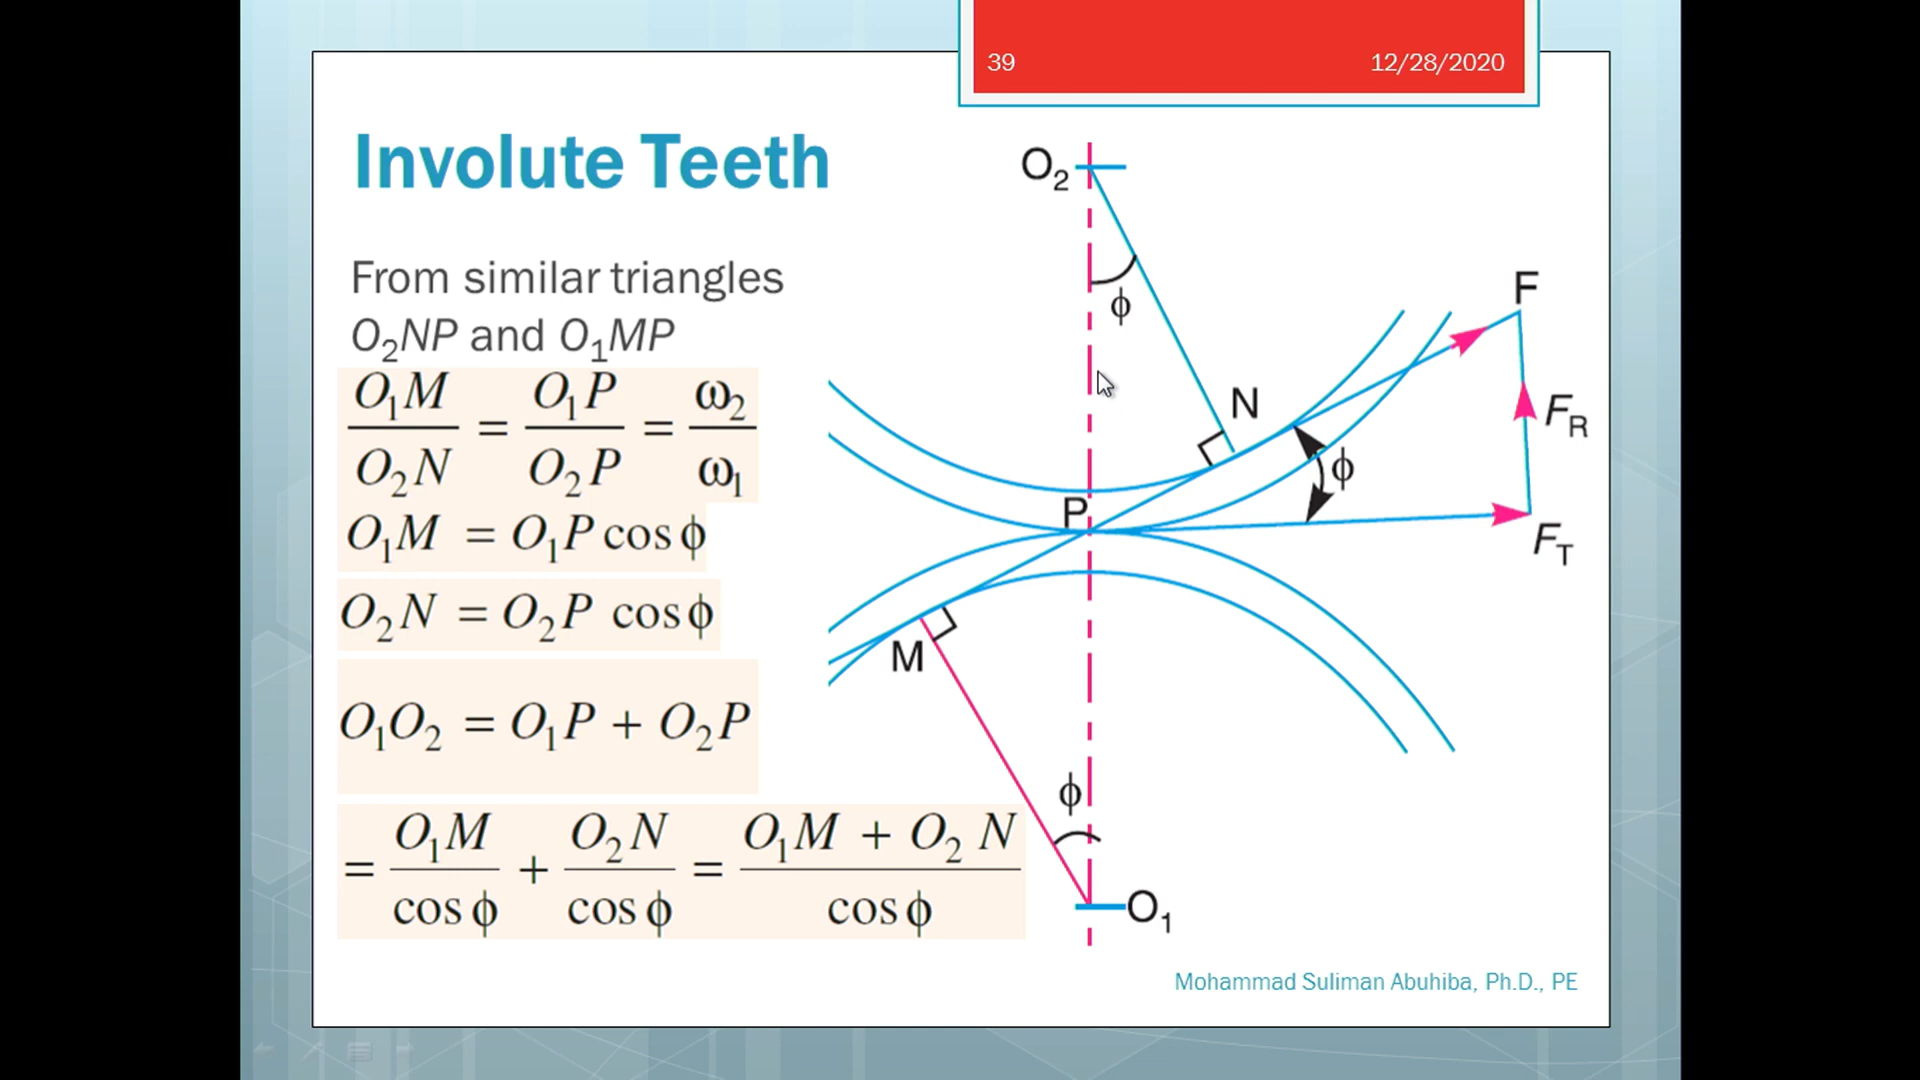 39
12/28/2020
Involute Teeth
From similar triangles
O₂NP and O₁MP
O₁M / O₂N = O₁P / O₂P = ω₂ / ω₁
O₁M = O₁P cos ϕ
O₂N = O₂P cos ϕ
O₁O₂ = O₁P + O₂P
= O₁M / cos ϕ + O₂N / cos ϕ = O₁M + O₂ N / cos ϕ
O₂
ϕ
F
N
F_R
ϕ
P
F_T
M
ϕ
O₁
Mohammad Suliman Abuhiba, Ph.D., PE